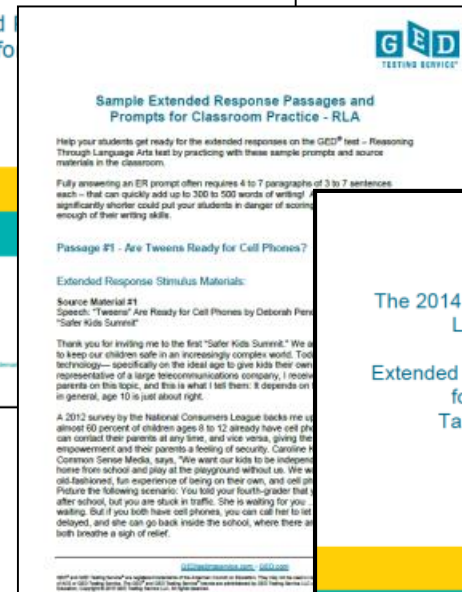 GED
TESTING SERVICE®
Sample Extended Response Passages and
Prompts for Classroom Practice - RLA
Help your students get ready for the extended responses on the GED® test – Reasoning
Through Language Arts test by practicing with these sample prompts and source
materials in the classroom.
Fully answering an ER prompt often requires 4 to 7 paragraphs of 3 to 7 sentences
each – that can quickly add up to 300 to 500 words of writing!
significantly shorter could put your students in danger of scoring
enough of their writing skills.
Passage #1 - Are Tweens Ready for Cell Phones?
Extended Response Stimulus Materials:
Source Material #1
Speech: "Tweens" Are Ready for Cell Phones by Deborah
"Safer Kids Summit"
Thank you for inviting me to the first "Safer Kids Summit." We
to keep our children safe in an increasingly complex world.
technology— specifically on the ideal age to give kids their own
representative of a large telecommunications company, I
parents on this topic, and this is what I tell them: It depends on
in general, age 10 is just about right.
A 2012 survey by the National Consumers League backs me up
almost 60 percent of children ages 8 to 12 already have cell
can contact their parents at any time, and vice versa, giving the
empowerment and their parents a feeling of security. Caroline
Common Sense Media, says, "We want our kids to be
home from school and play at the playground without us. We
old-fashioned, fun experience of being on their own, and cell
Picture the following scenario: You told your fourth-grader that
after school, but you are stuck in traffic. She is waiting for you
waiting. But if you both have cell phones, you can call her to let
delayed, and she can go back inside the school, where there
both breathe a sigh of relief.
GEDtestingservice.com · GED.com
The 2014
L
Extended
fo
Ta